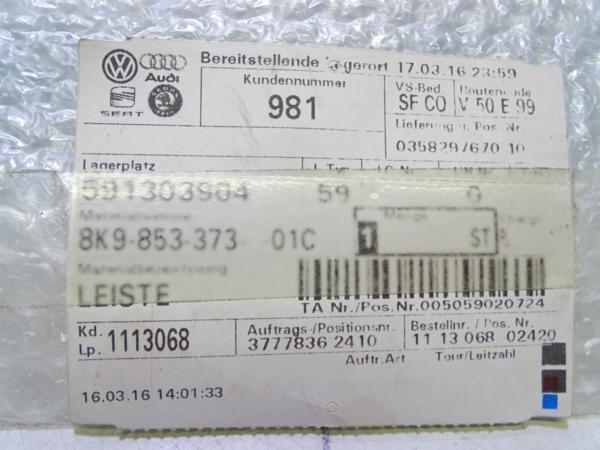 Audi
SEAT
Bereitstellende gerort 17.03.16 23:59
Kundennummer
981
VS-Bed.
SF CO
V 50 E 99
Lieferung u. Pos. Nr
0358297670 10
Lagerplatz
591303904 59 0
Menge
8K9-853-373 01C 1 ST
Materialbezeichnung
LEISTE
TA Nr./Pos.Nr.005059020724
Kd.
Lp. 1113068
Auftrags-/Positionsnr.
3777836 2410
Bestellnr. / Pos. Nr.
11 13 068 02420
Auftr.Art Tour/Leitzahl
16.03.16 14:01:33